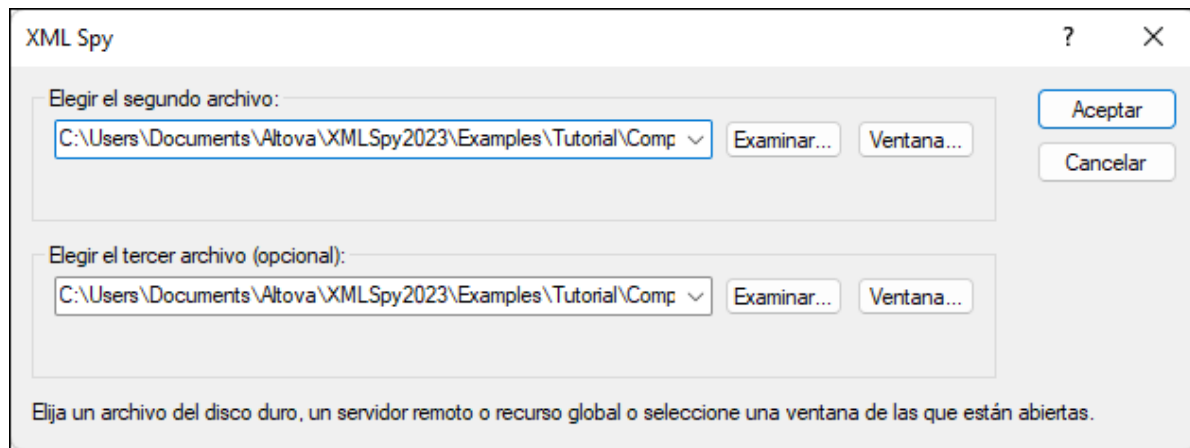 XML Spy
?
Elegir el segundo archivo:
C:\Users\Documents\Altova\XMLSpy2023\Examples\Tutorial\Comp
Examinar...
Ventana...
Aceptar
Cancelar
Elegir el tercer archivo (opcional):
C:\Users\Documents\Altova\XMLSpy2023\Examples\Tutorial\Comp
Examinar...
Ventana...
Elija un archivo del disco duro, un servidor remoto o recurso global o seleccione una ventana de las que están abiertas.